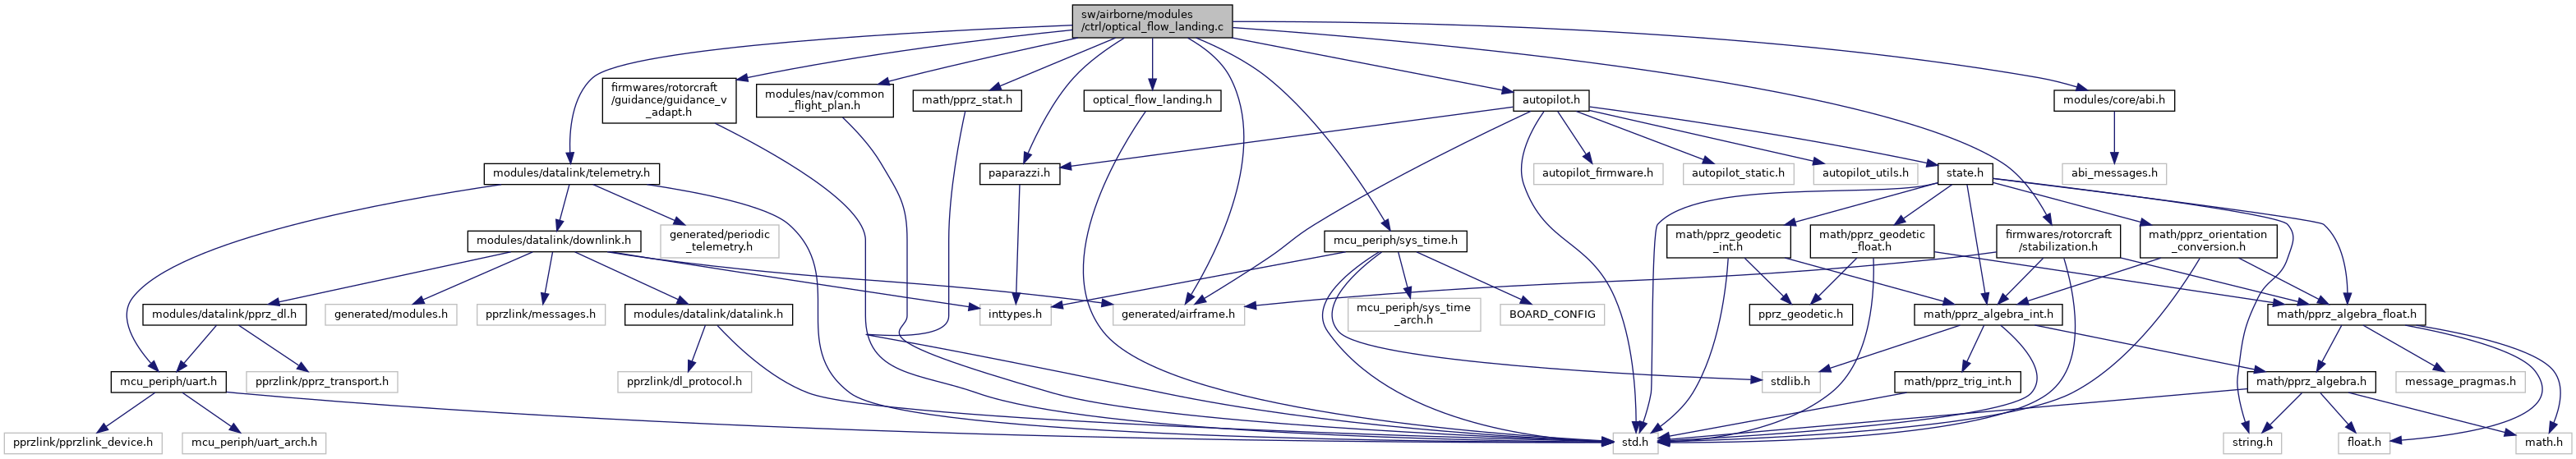 sw/airborne/modules
/ctrl/optical_flow_landing.c
firmwares/rotorcraft
/guidance/guidance_v
_adapt.h
modules/nav/common
_flight_plan.h
math/pprz_stat.h
optical_flow_landing.h
autopilot.h
modules/core/abi.h
modules/datalink/telemetry.h
paparazzi.h
autopilot_firmware.h
autopilot_static.h
autopilot_utils.h
state.h
abi_messages.h
modules/datalink/downlink.h
generated/periodic
_telemetry.h
mcu_periph/sys_time.h
math/pprz_geodetic
_int.h
math/pprz_geodetic
_float.h
firmwares/rotorcraft
/stabilization.h
math/pprz_orientation
_conversion.h
modules/datalink/pprz_dl.h
generated/modules.h
pprzlink/messages.h
modules/datalink/datalink.h
inttypes.h
generated/airframe.h
mcu_periph/sys_time
_arch.h
BOARD_CONFIG
pprz_geodetic.h
math/pprz_algebra_int.h
math/pprz_algebra_float.h
mcu_periph/uart.h
pprzlink/pprz_transport.h
pprzlink/dl_protocol.h
stdlib.h
math/pprz_trig_int.h
math/pprz_algebra.h
message_pragmas.h
pprzlink/pprzlink_device.h
mcu_periph/uart_arch.h
std.h
string.h
float.h
math.h